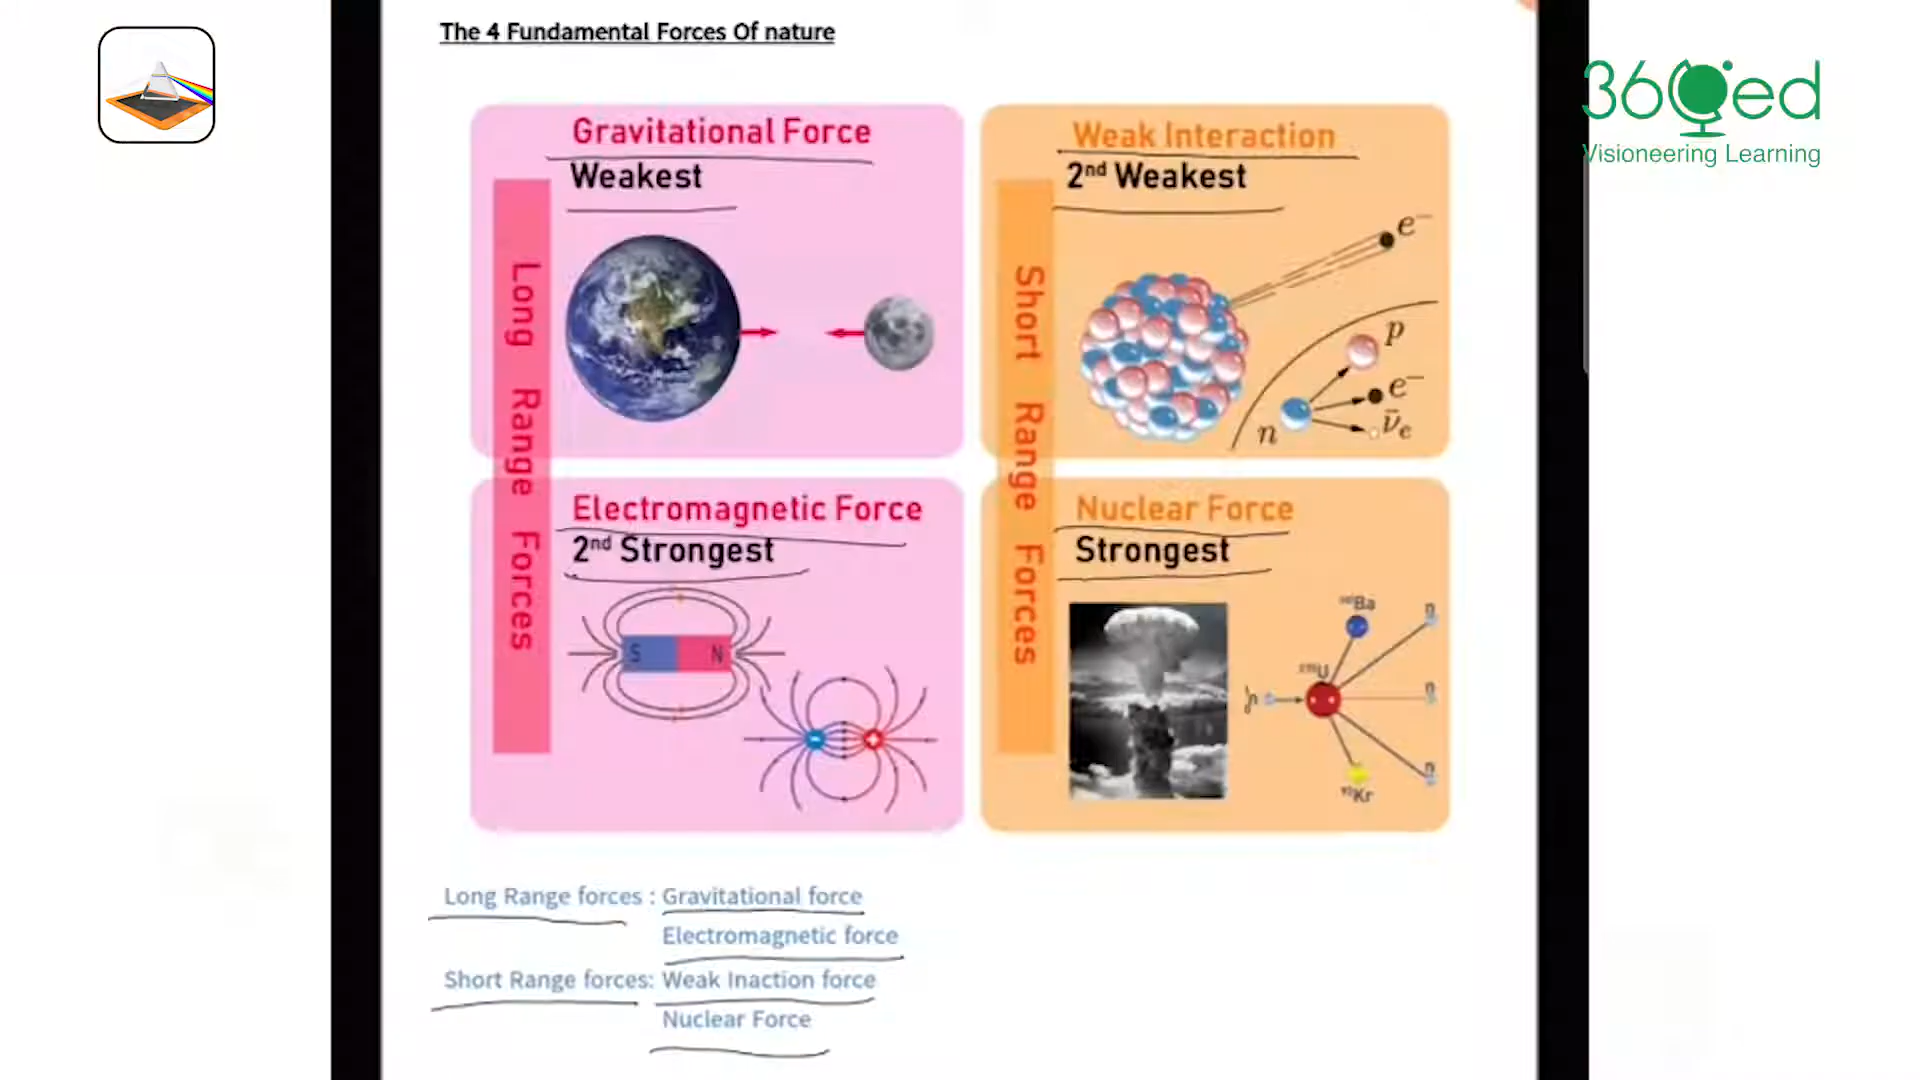 The 4 Fundamental Forces Of nature
360ed
Visioneering Learning
Gravitational Force
Weakest
Long Range Forces
Weak Interaction
2nd Weakest
Short Range Forces
e−
p
e−
n
ν̄e
Electromagnetic Force
2nd Strongest
S N
- +
Nuclear Force
Strongest
Ba
U
n
n
n
n
Kr
Long Range forces : Gravitational force
Electromagnetic force
Short Range forces: Weak Inaction force
Nuclear Force